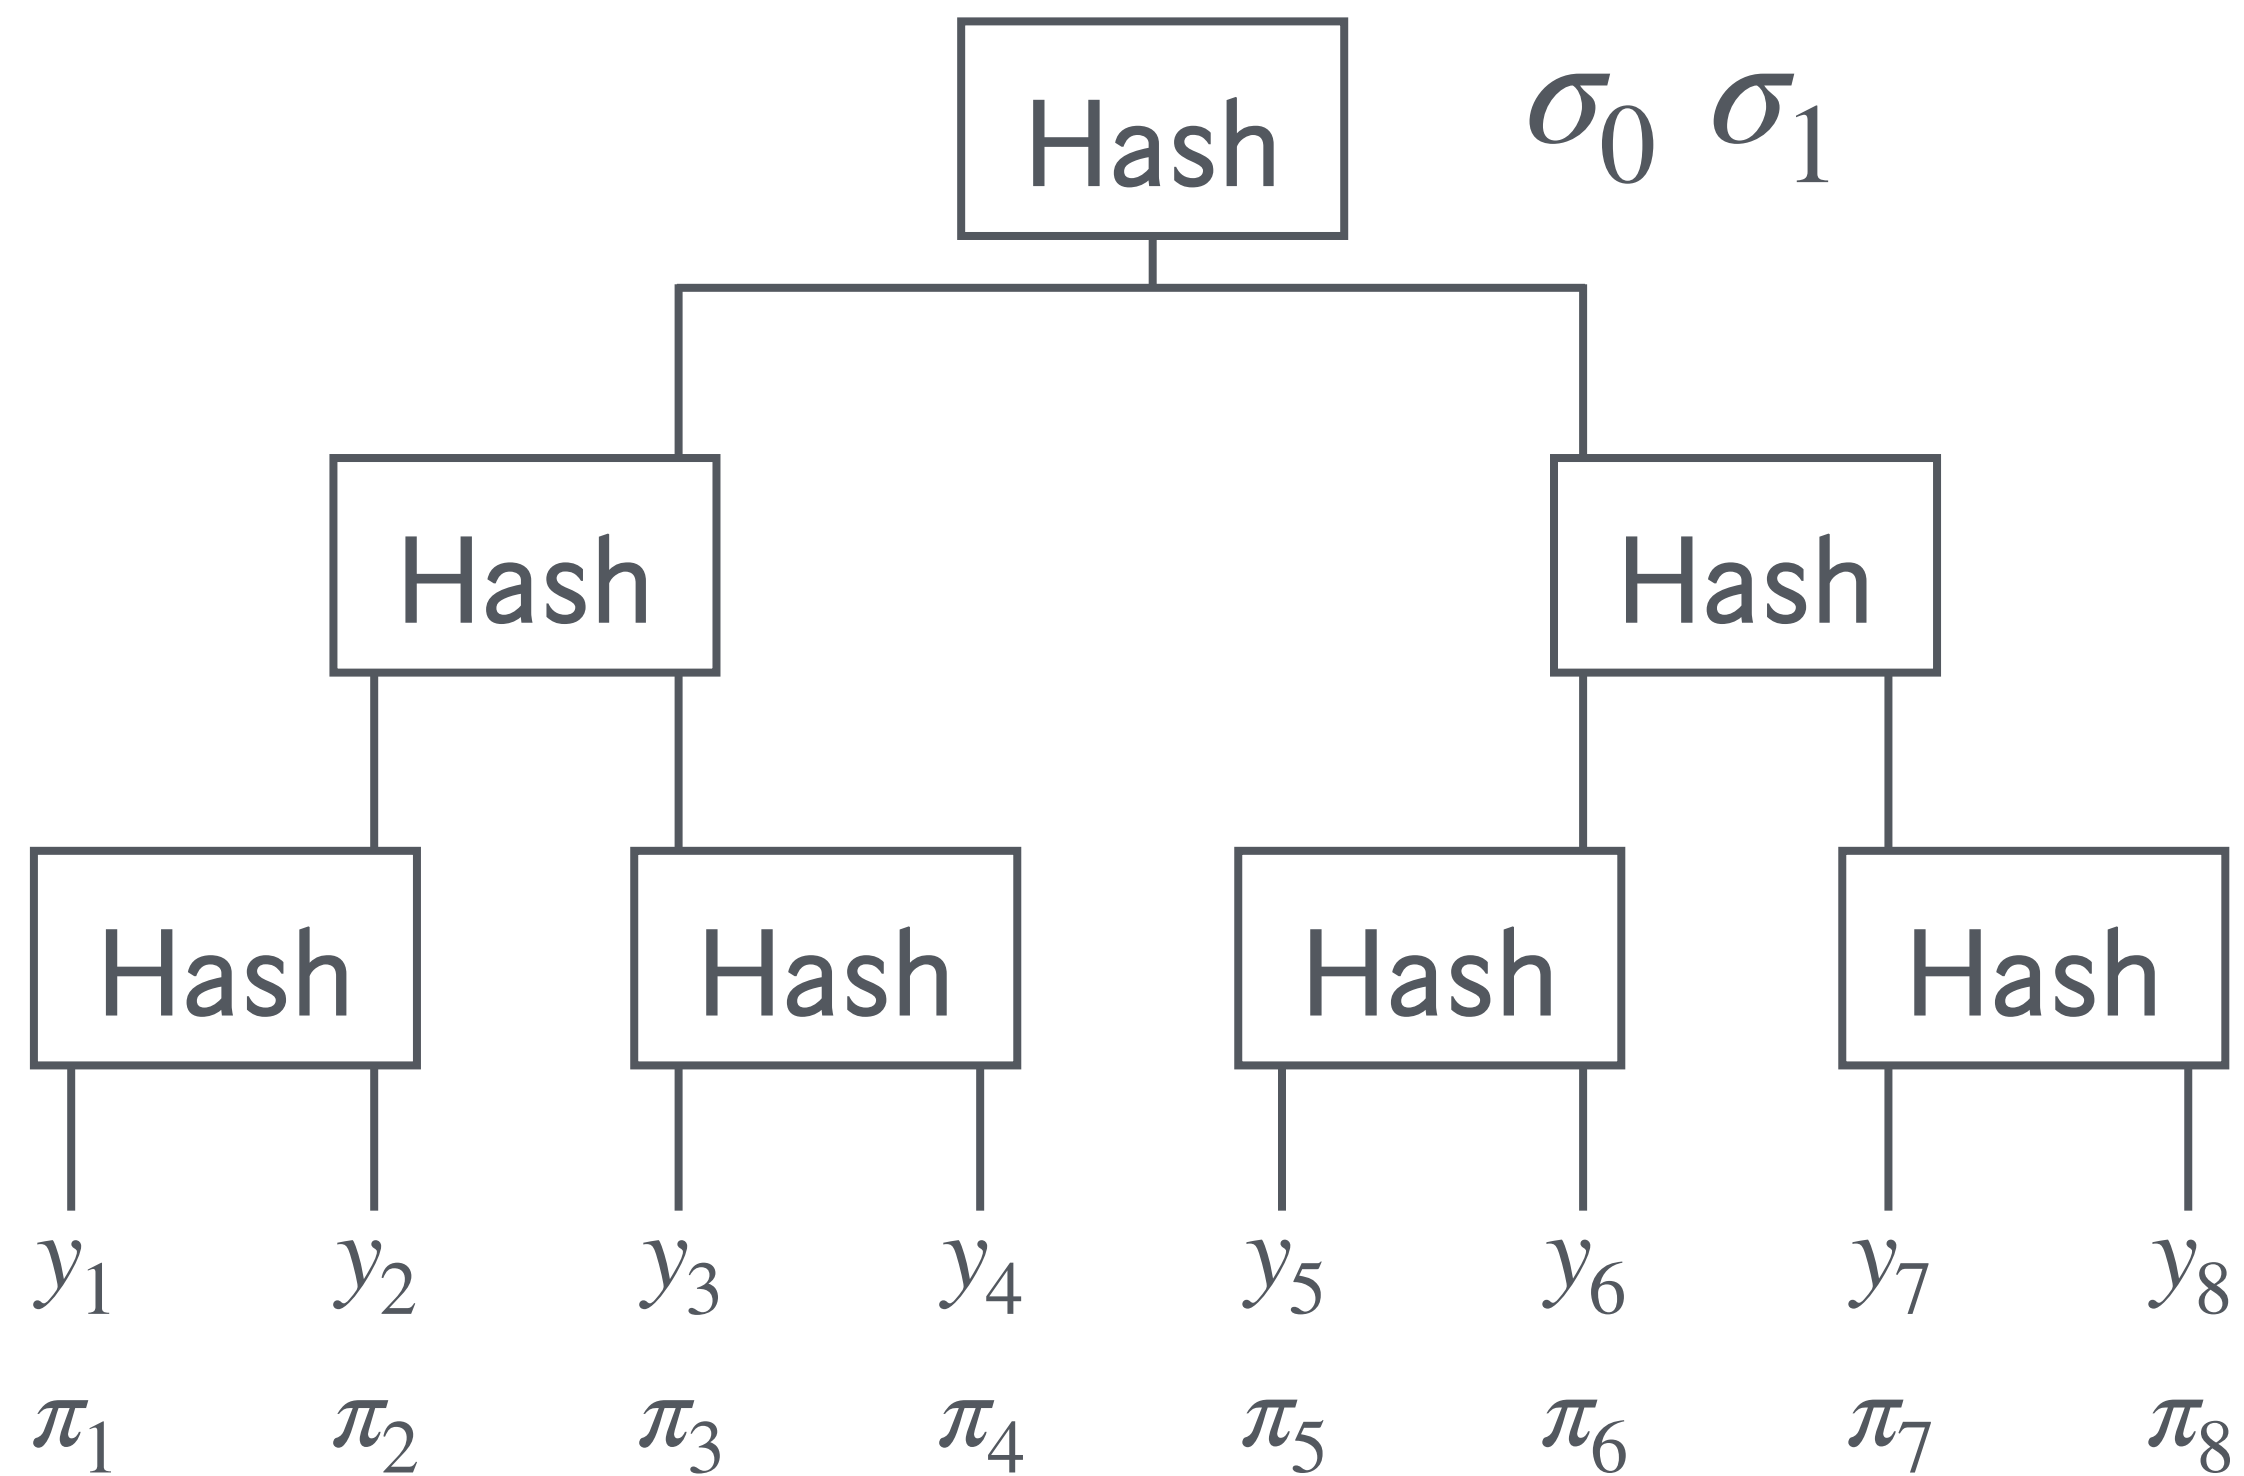 Hash σ₀ σ₁
Hash Hash
Hash Hash Hash Hash
y₁ y₂ y₃ y₄ y₅ y₆ y₇ y₈
π₁ π₂ π₃ π₄ π₅ π₆ π₇ π₈